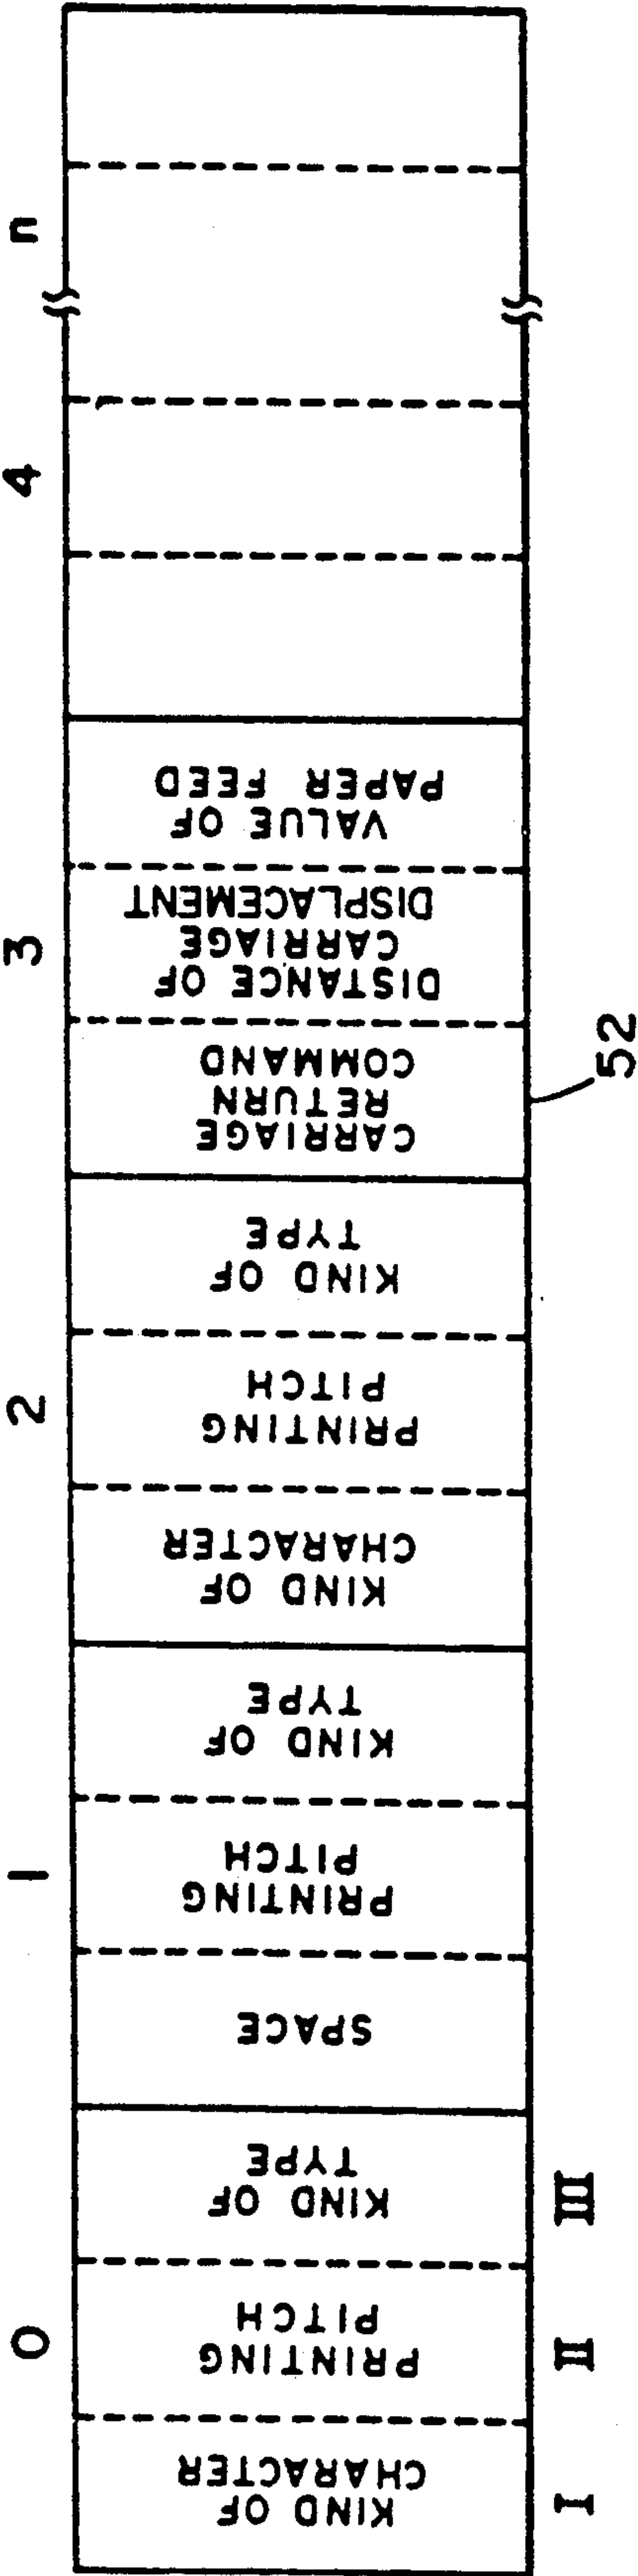 0
1
2
3
4
n
KIND OF
CHARACTER
PRINTING
PITCH
KIND OF
TYPE
SPACE
PRINTING
PITCH
KIND OF
TYPE
KIND OF
CHARACTER
PRINTING
PITCH
KIND OF
TYPE
CARRIAGE
RETURN
COMMAND
DISTANCE OF
CARRIAGE
DISPLACEMENT
VALUE OF
PAPER FEED
I
II
III
52